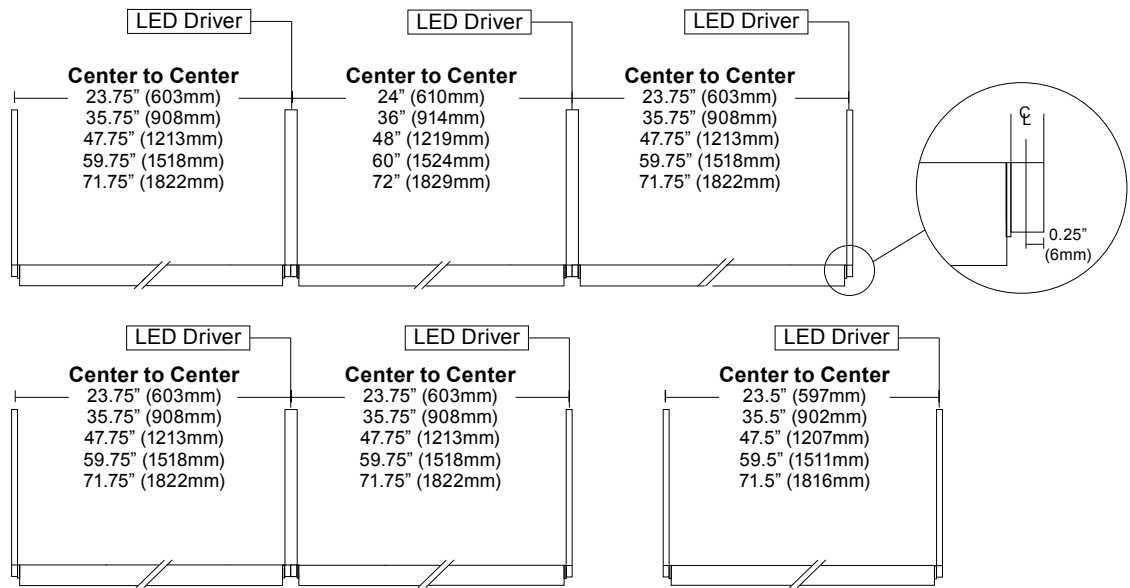 LED Driver
LED Driver
LED Driver
Center to Center
23.75” (603mm)
35.75” (908mm)
47.75” (1213mm)
59.75” (1518mm)
71.75” (1822mm)
Center to Center
24” (610mm)
36” (914mm)
48” (1219mm)
60” (1524mm)
72” (1829mm)
Center to Center
23.75” (603mm)
35.75” (908mm)
47.75” (1213mm)
59.75” (1518mm)
71.75” (1822mm)
℄
0.25”
(6mm)
LED Driver
LED Driver
LED Driver
Center to Center
23.75” (603mm)
35.75” (908mm)
47.75” (1213mm)
59.75” (1518mm)
71.75” (1822mm)
Center to Center
23.75” (603mm)
35.75” (908mm)
47.75” (1213mm)
59.75” (1518mm)
71.75” (1822mm)
Center to Center
23.5” (597mm)
35.5” (902mm)
47.5” (1207mm)
59.5” (1511mm)
71.5” (1816mm)